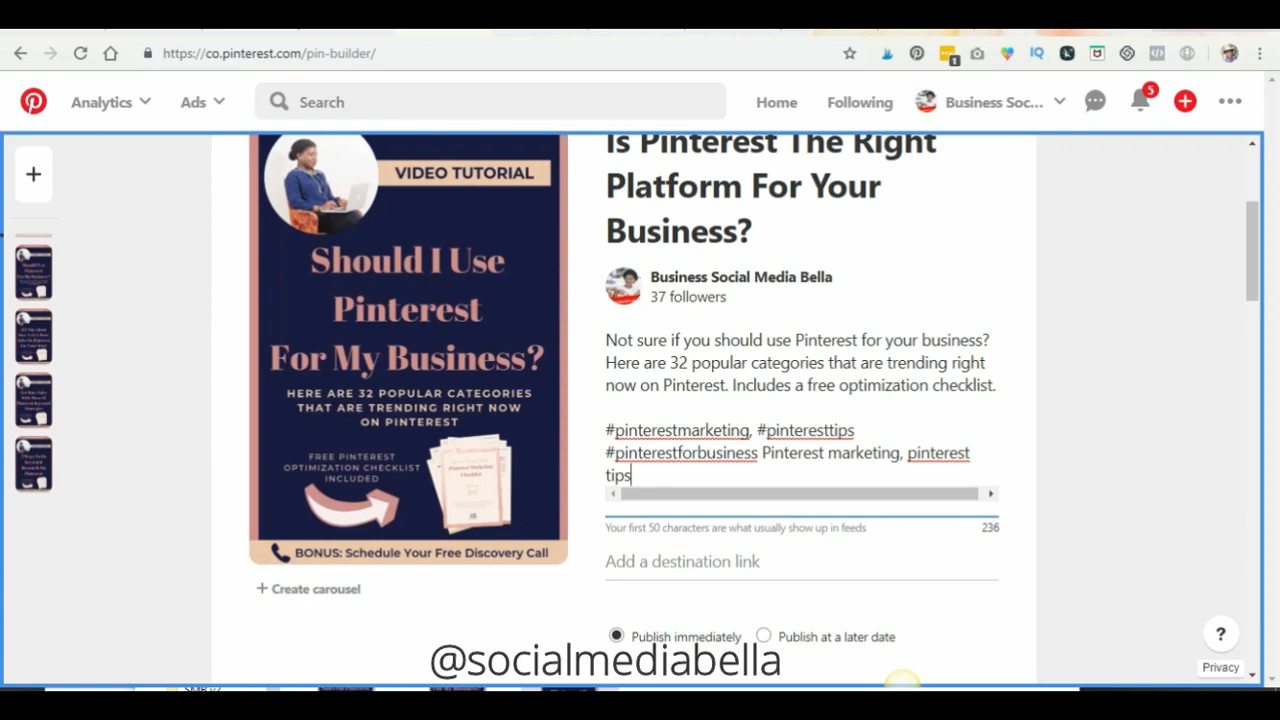 https://co.pinterest.com/pin-builder/
1
IQ
Analytics
Ads
Search
Home
Following
Business Soc...
5
VIDEO TUTORIAL
Should I Use
Pinterest
For My Business?
HERE ARE 32 POPULAR CATEGORIES
THAT ARE TRENDING RIGHT NOW
ON PINTEREST
FREE PINTEREST
OPTIMIZATION CHECKLIST
INCLUDED
BONUS: Schedule Your Free Discovery Call
+ Create carousel
Is Pinterest The Right
Platform For Your
Business?
Business Social Media Bella
37 followers
Not sure if you should use Pinterest for your business?
Here are 32 popular categories that are trending right
now on Pinterest. Includes a free optimization checklist.
#pinterestmarketing, #pinteresttips
#pinterestforbusiness Pinterest marketing, pinterest
tips
Your first 50 characters are what usually show up in feeds
236
Add a destination link
Publish immediately
Publish at a later date
?
Privacy
@socialmediabella